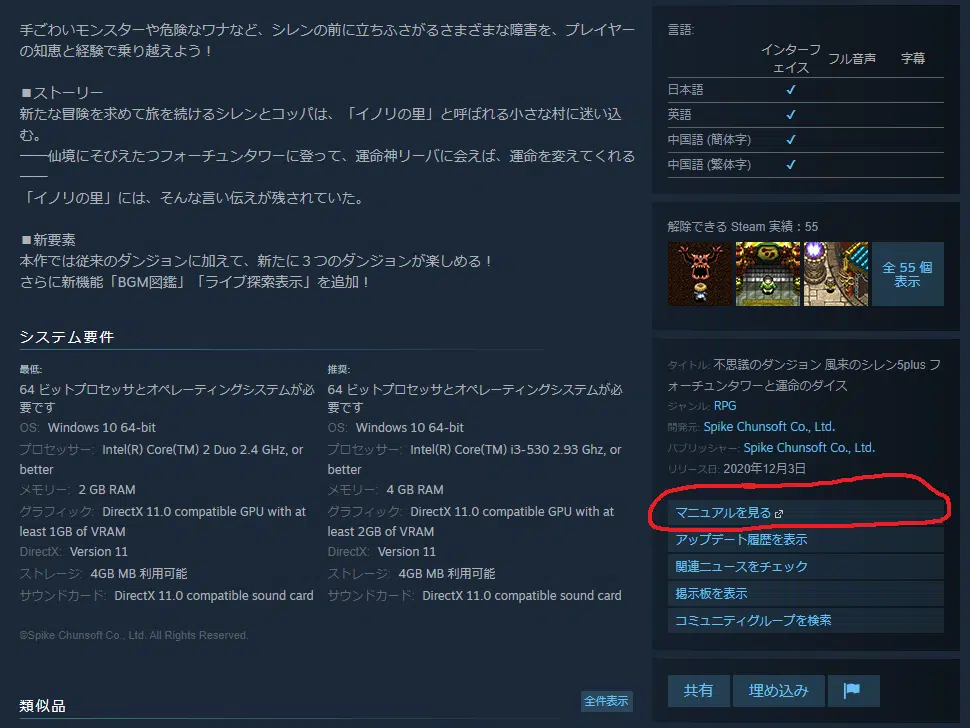 手ごわいモンスターや危険なワナなど、シレンの前に立ちふさがるさまざまな障害を、プレイヤー
の知恵と経験で乗り越えよう！
■ストーリー
新たな冒険を求めて旅を続けるシレンとコッパは、「イノリの里」と呼ばれる小さな村に迷い込
む。
――仙境にそびえたつフォーチュンタワーに登って、運命神リーバに会えば、運命を変えてくれる
――
「イノリの里」には、そんな言い伝えが残されていた。
■新要素
本作では従来のダンジョンに加えて、新たに３つのダンジョンが楽しめる！
さらに新機能「BGM図鑑」「ライブ探索表示」を追加！
システム要件
最低:
64 ビットプロセッサとオペレーティングシステムが必
要です
OS: Windows 10 64-bit
プロセッサー: Intel(R) Core(TM) 2 Duo 2.4 GHz, or
better
メモリー: 2 GB RAM
グラフィック: DirectX 11.0 compatible GPU with at
least 1GB of VRAM
DirectX: Version 11
ストレージ: 4GB MB 利用可能
サウンドカード: DirectX 11.0 compatible sound card
推奨:
64 ビットプロセッサとオペレーティングシステムが必
要です
OS: Windows 10 64-bit
プロセッサー: Intel(R) Core(TM) i3-530 2.93 Ghz, or
better
メモリー: 4 GB RAM
グラフィック: DirectX 11.0 compatible GPU with at
least 2GB of VRAM
DirectX: Version 11
ストレージ: 4GB MB 利用可能
サウンドカード: DirectX 11.0 compatible sound card
©Spike Chunsoft Co., Ltd. All Rights Reserved.
類似品
全件表示
言語:
インターフ
ェイス フル音声 字幕
日本語 ✓
英語 ✓
中国語 (簡体字) ✓
中国語 (繁体字) ✓
解除できる Steam 実績：55
全 55 個
表示
タイトル: 不思議のダンジョン 風来のシレン5plus フ
ォーチュンタワーと運命のダイス
ジャンル: RPG
開発元: Spike Chunsoft Co., Ltd.
パブリッシャー: Spike Chunsoft Co., Ltd.
リリース日: 2020年12月3日
マニュアルを見る
アップデート履歴を表示
関連ニュースをチェック
掲示板を表示
コミュニティグループを検索
共有
埋め込み